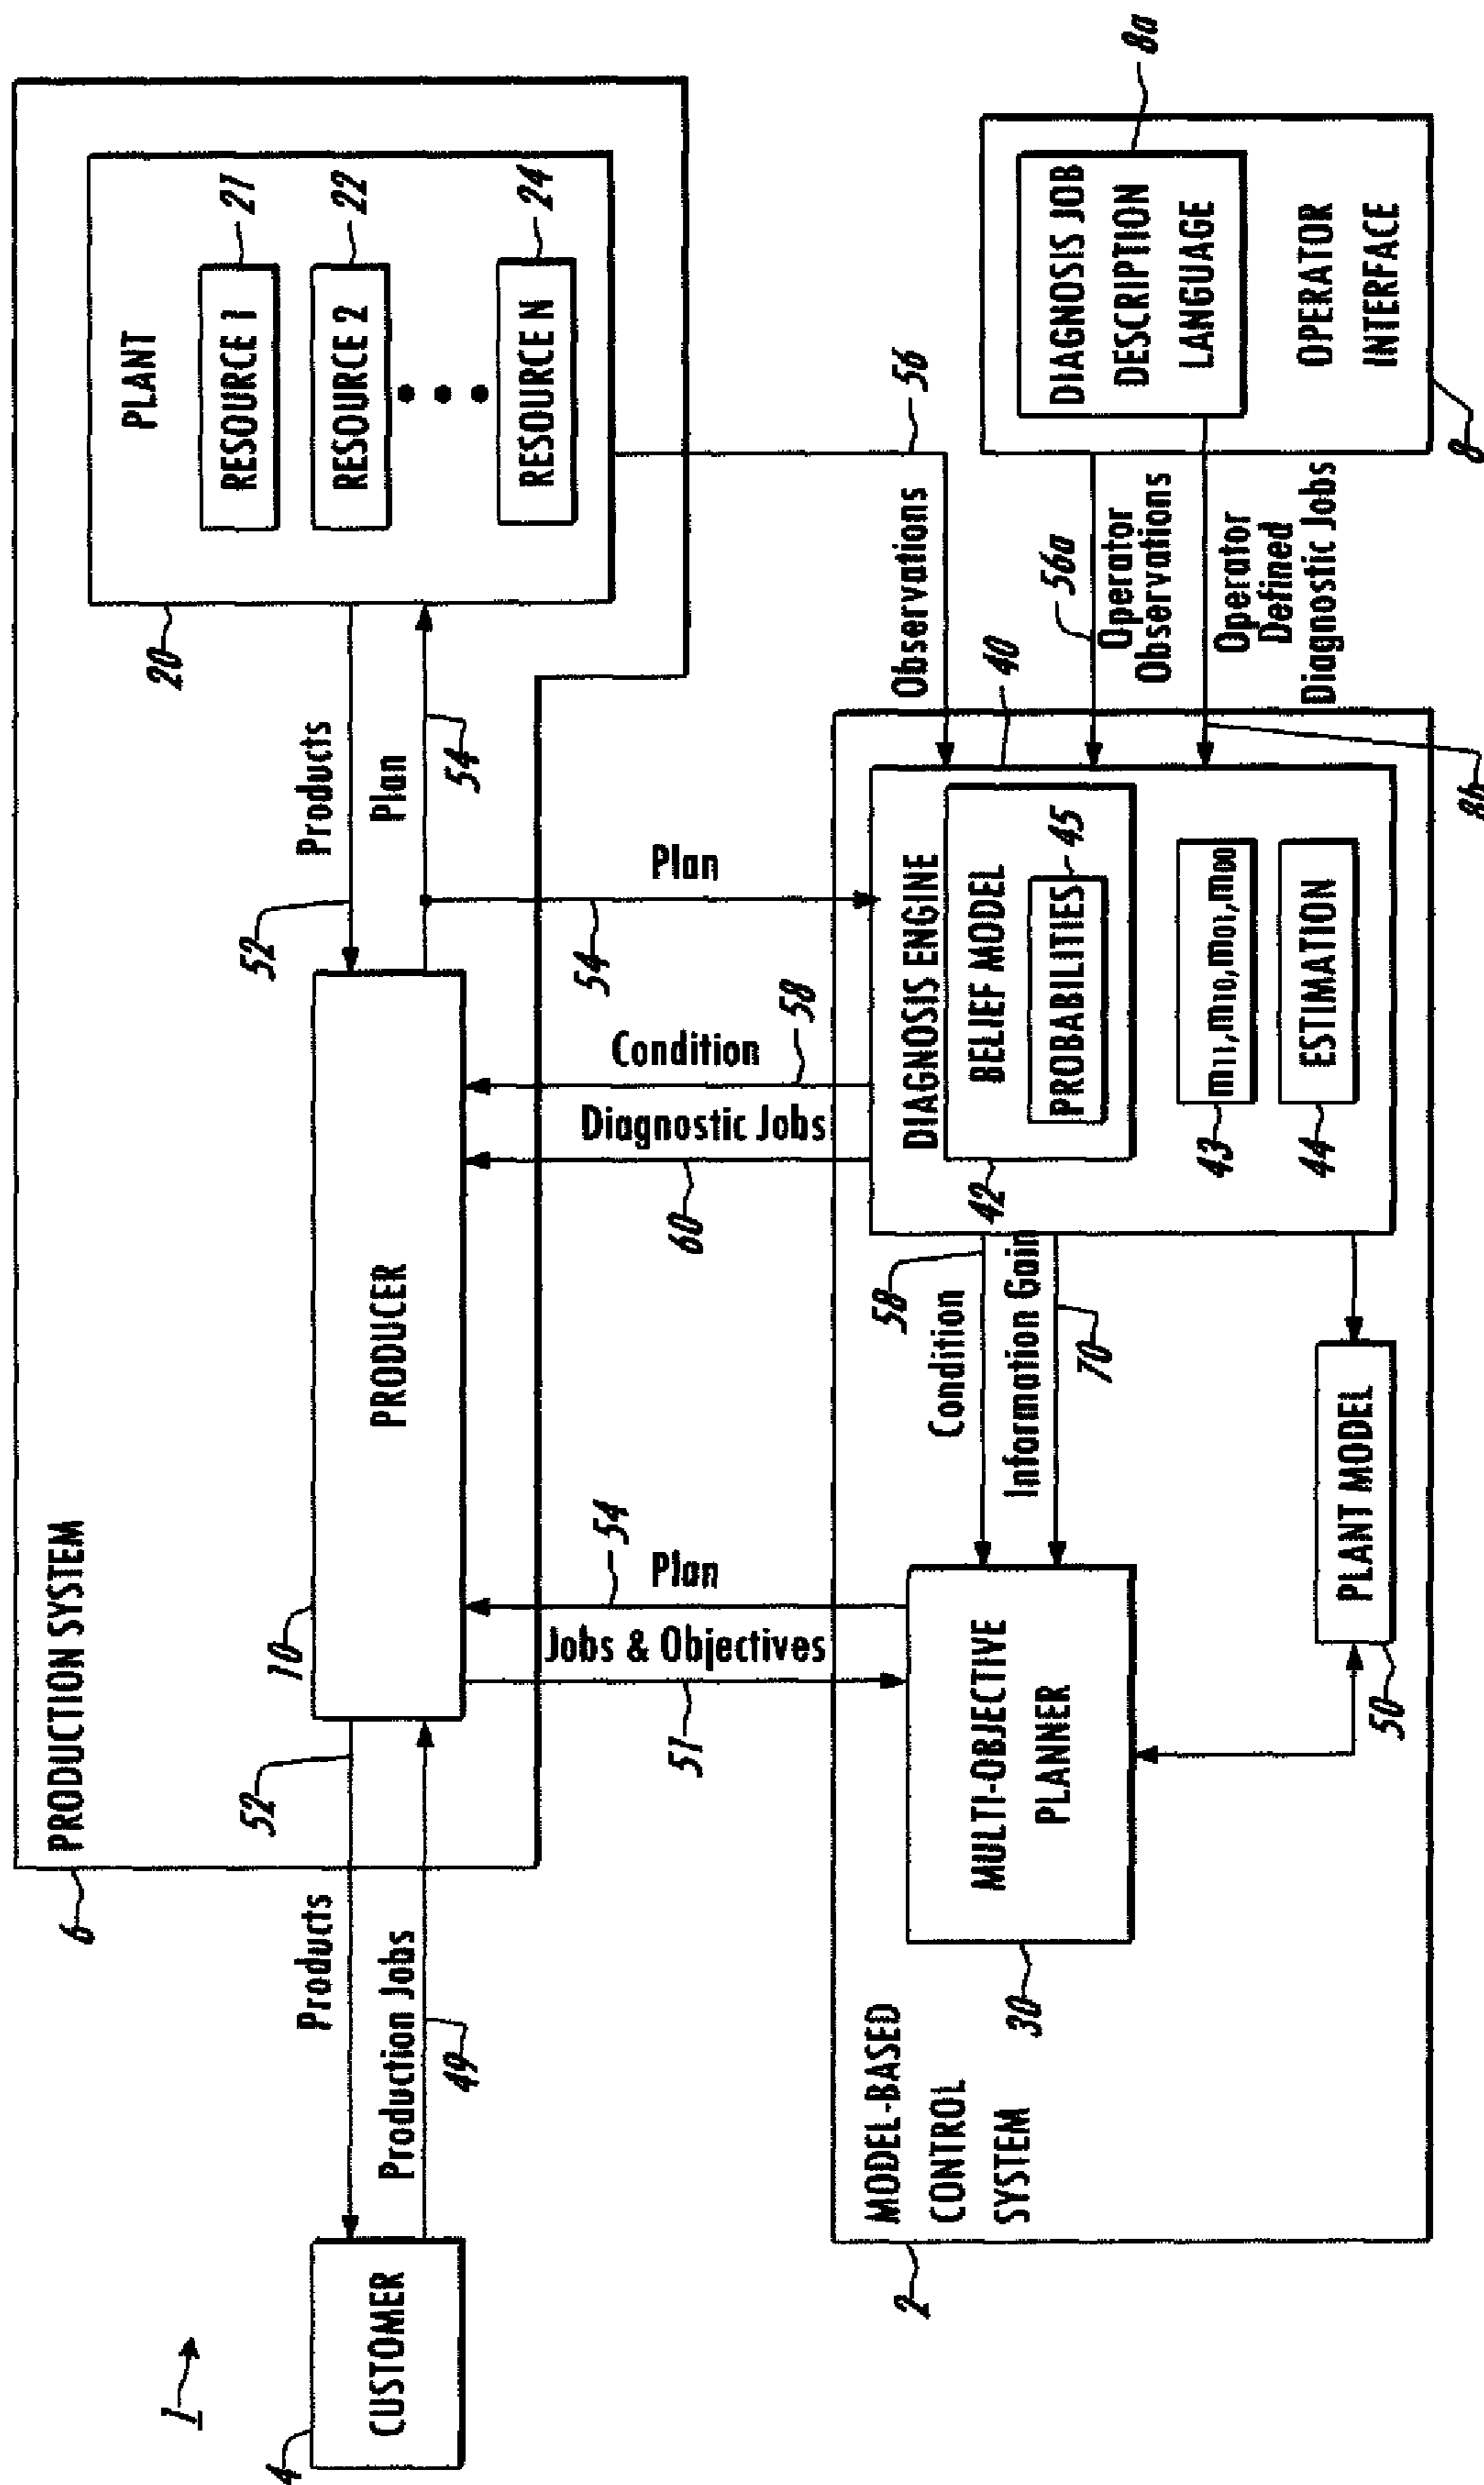 1
CUSTOMER
4
Products
Production Jobs
49
6
PRODUCTION SYSTEM
52
10
PRODUCER
52
Products
Plan
54
20
PLANT
RESOURCE 1
21
RESOURCE 2
22
RESOURCE N
24
Jobs & Objectives
51
Plan
54
Diagnostic Jobs
60
Condition
58
Plan
54
Observations
56
2
MODEL-BASED
CONTROL
SYSTEM
30
MULTI-OBJECTIVE
PLANNER
Condition
58
Information Gain
70
PLANT MODEL
50
DIAGNOSIS ENGINE
40
BELIEF MODEL
42
PROBABILITIES
45
m11,m10,m01,m00
43
ESTIMATION
44
56a
Operator
Observations
Operator
Defined
Diagnostic Jobs
8b
DIAGNOSIS JOB
DESCRIPTION
LANGUAGE
8a
OPERATOR
INTERFACE
8